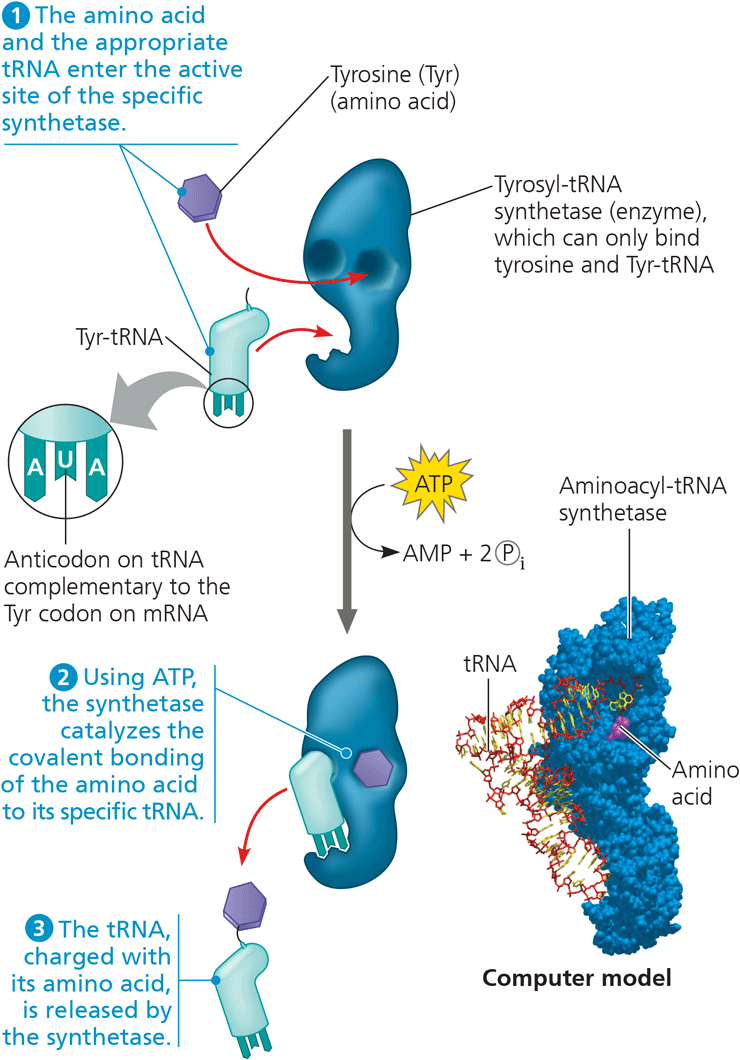 1 The amino acid
and the appropriate
tRNA enter the active
site of the specific
synthetase.
Tyrosine (Tyr)
(amino acid)
Tyrosyl-tRNA
synthetase (enzyme),
which can only bind
tyrosine and Tyr-tRNA
Tyr-tRNA
A U A
Anticodon on tRNA
complementary to the
Tyr codon on mRNA
ATP
AMP + 2 Pi
Aminoacyl-tRNA
synthetase
tRNA
Amino
acid
Computer model
2 Using ATP,
the synthetase
catalyzes the
covalent bonding
of the amino acid
to its specific tRNA.
3 The tRNA,
charged with
its amino acid,
is released by
the synthetase.